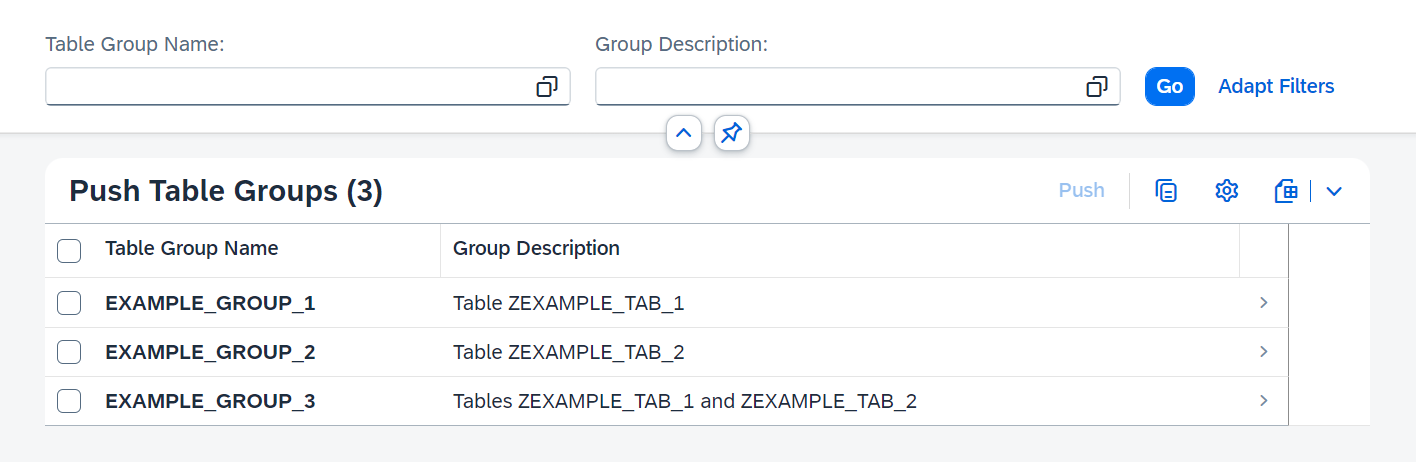 Table Group Name: Group Description:
Go Adapt Filters
Push Table Groups (3) Push
Table Group Name Group Description
EXAMPLE_GROUP_1 Table ZEXAMPLE_TAB_1
EXAMPLE_GROUP_2 Table ZEXAMPLE_TAB_2
EXAMPLE_GROUP_3 Tables ZEXAMPLE_TAB_1 and ZEXAMPLE_TAB_2